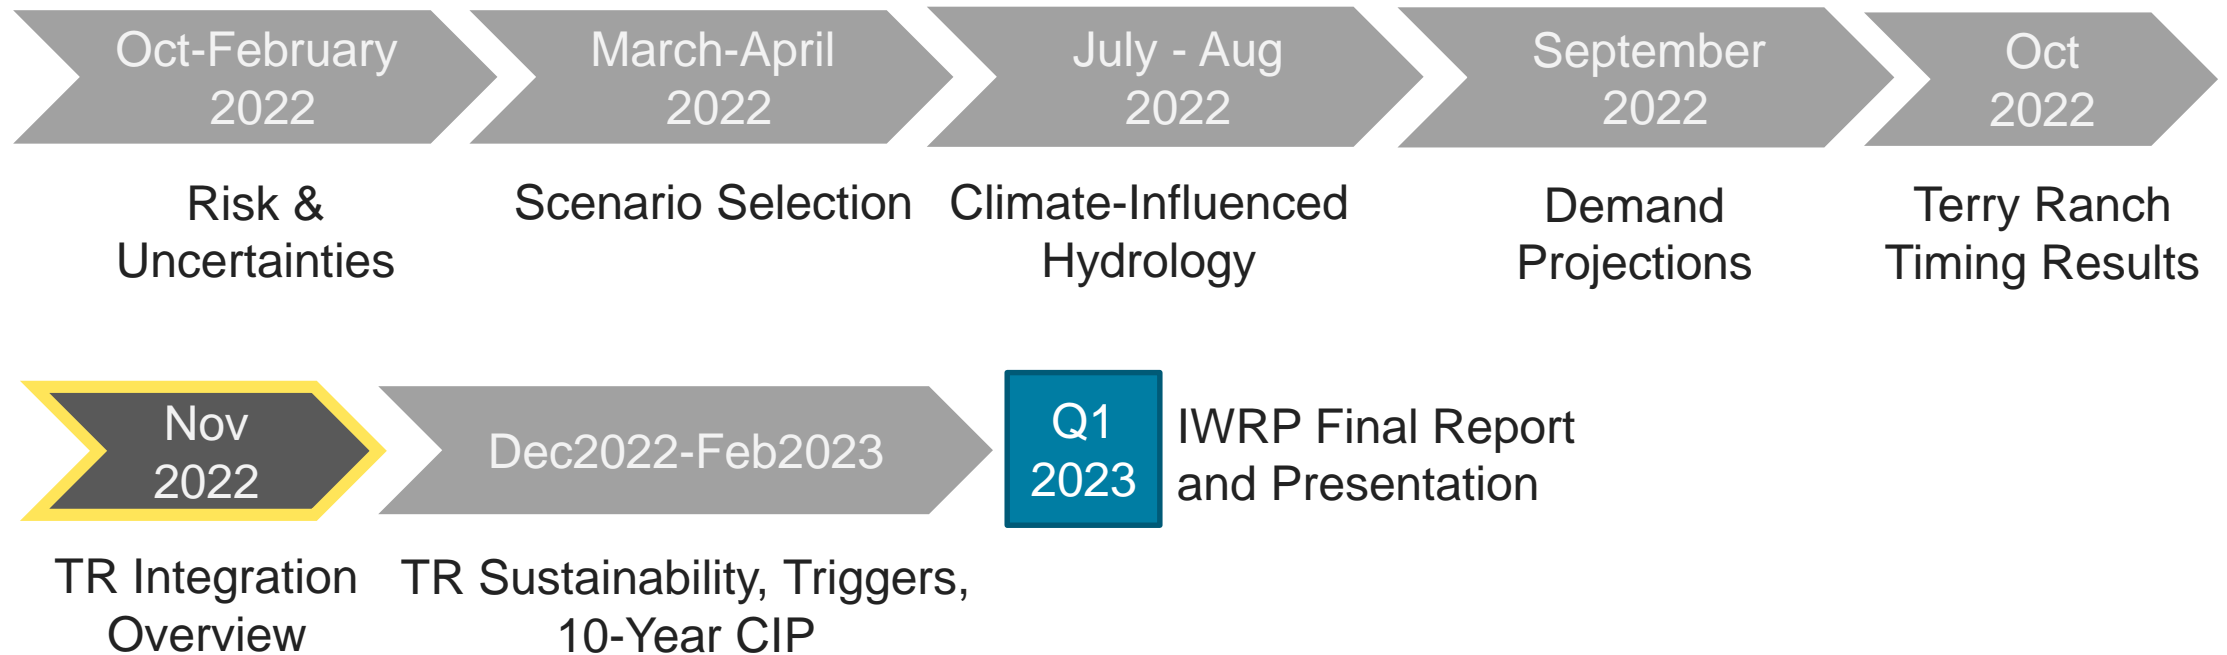 Oct-February
2022
March-April
2022
July - Aug
2022
September
2022
Oct
2022
Risk &
Uncertainties
Scenario Selection
Climate-Influenced
Hydrology
Demand
Projections
Terry Ranch
Timing Results
Nov
2022
Dec2022-Feb2023
Q1
2023
IWRP Final Report
and Presentation
TR Integration
Overview
TR Sustainability, Triggers,
10-Year CIP